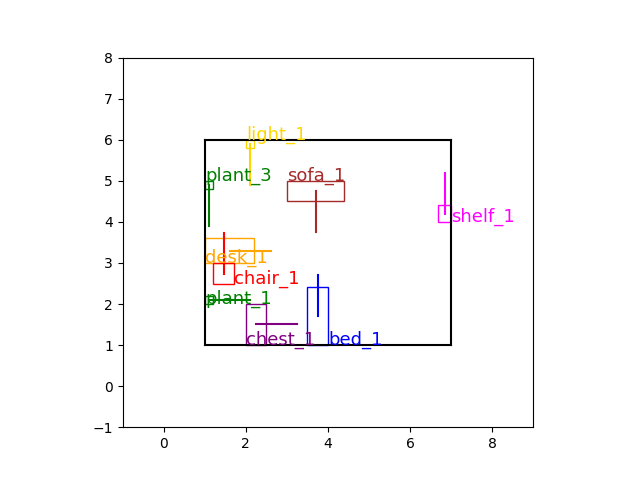 8
7
light_1
6
plant_3 sofa_1
5
shelf_1
4
desk_1
3
chair_1
plant_1
2
chest_1 bed_1
1
0
−1
0 2 4 6 8